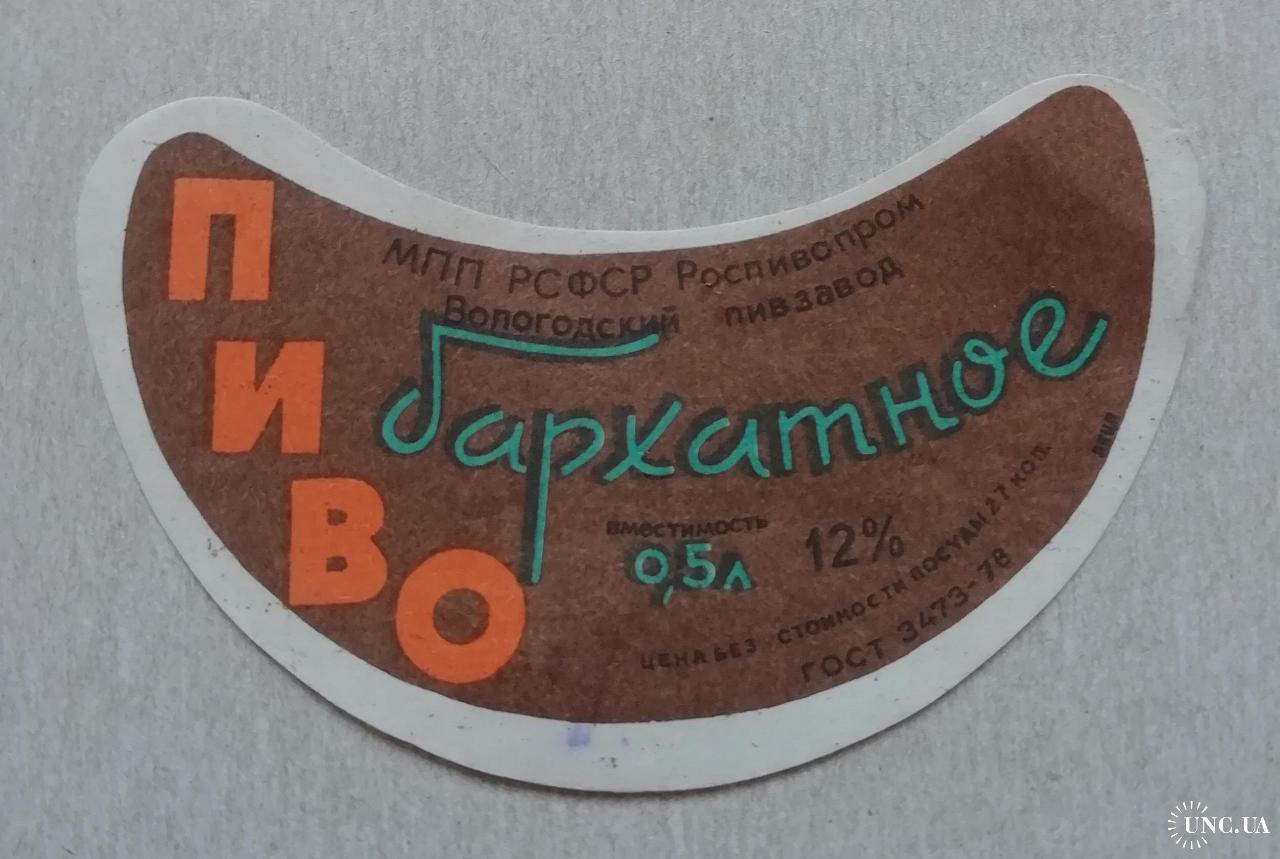 ПИВО
МПП РСФСР Роспивопром
Вологодский пивзавод
бархатное
вместимость
0,5л
12%
ЦЕНА БЕЗ СТОИМОСТИ ПОСУДЫ 27 КОП.
ГОСТ 3473-78
UNC.UA